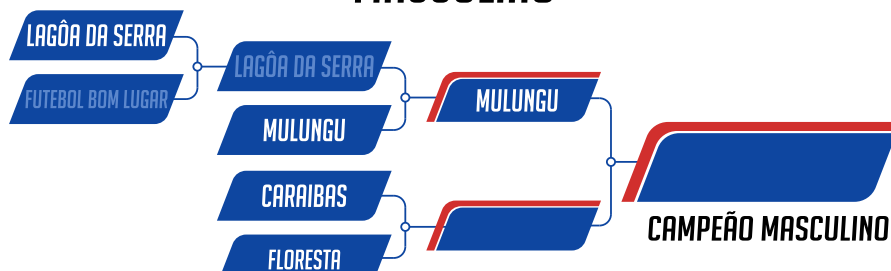 LAGÔA DA SERRA
FUTEBOL BOM LUGAR
LAGÔA DA SERRA
MULUNGU
MULUNGU
CARAIBAS
FLORESTA
CAMPEÃO MASCULINO